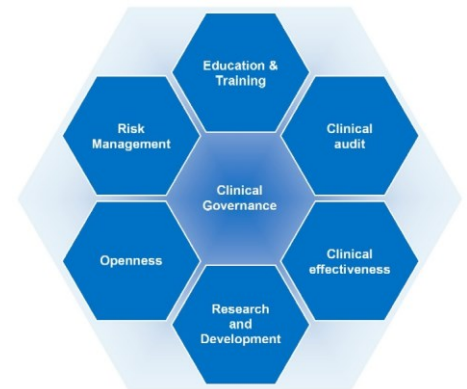 Education &
Training
Risk
Management
Clinical
audit
Clinical
Governance
Openness
Clinical
effectiveness
Research
and
Development